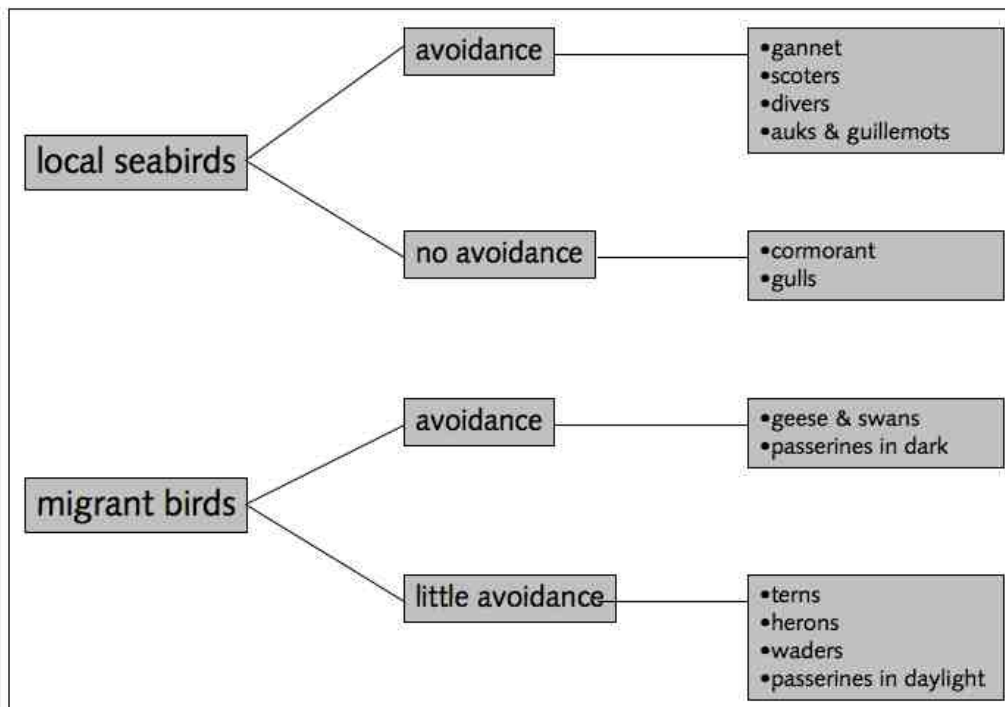 local seabirds
avoidance
•gannet
•scoters
•divers
•auks & guillemots
no avoidance
•cormorant
•gulls
migrant birds
avoidance
•geese & swans
•passerines in dark
little avoidance
•terns
•herons
•waders
•passerines in daylight